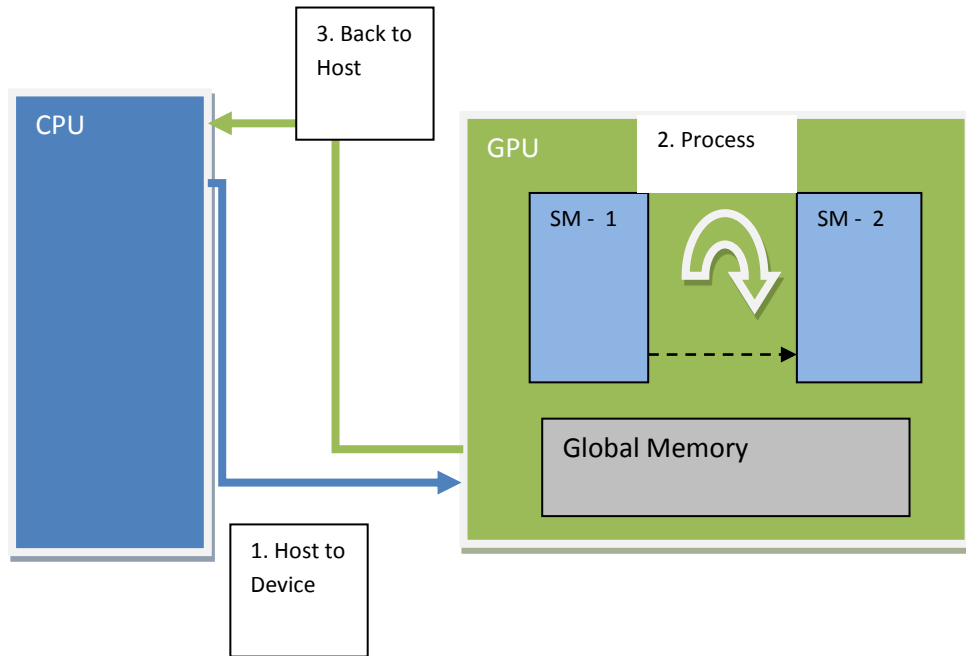 3. Back to
Host
CPU
GPU
2. Process
SM - 1
SM - 2
Global Memory
1. Host to
Device